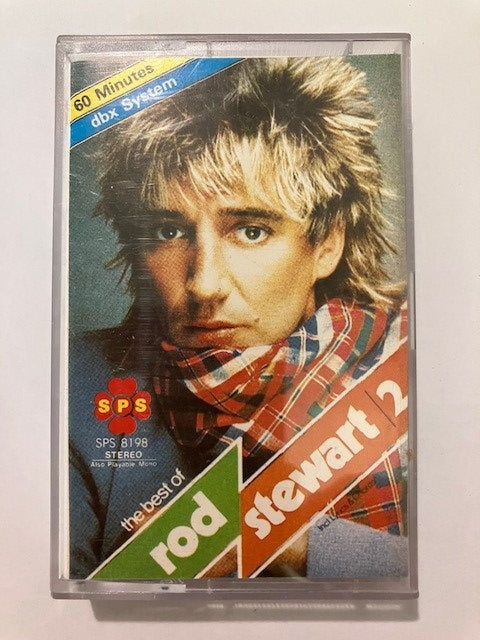 60 Minutes
dbx System
SPS
SPS 8198
STEREO
Also Playable Mono
the best of
rod
stewart/2